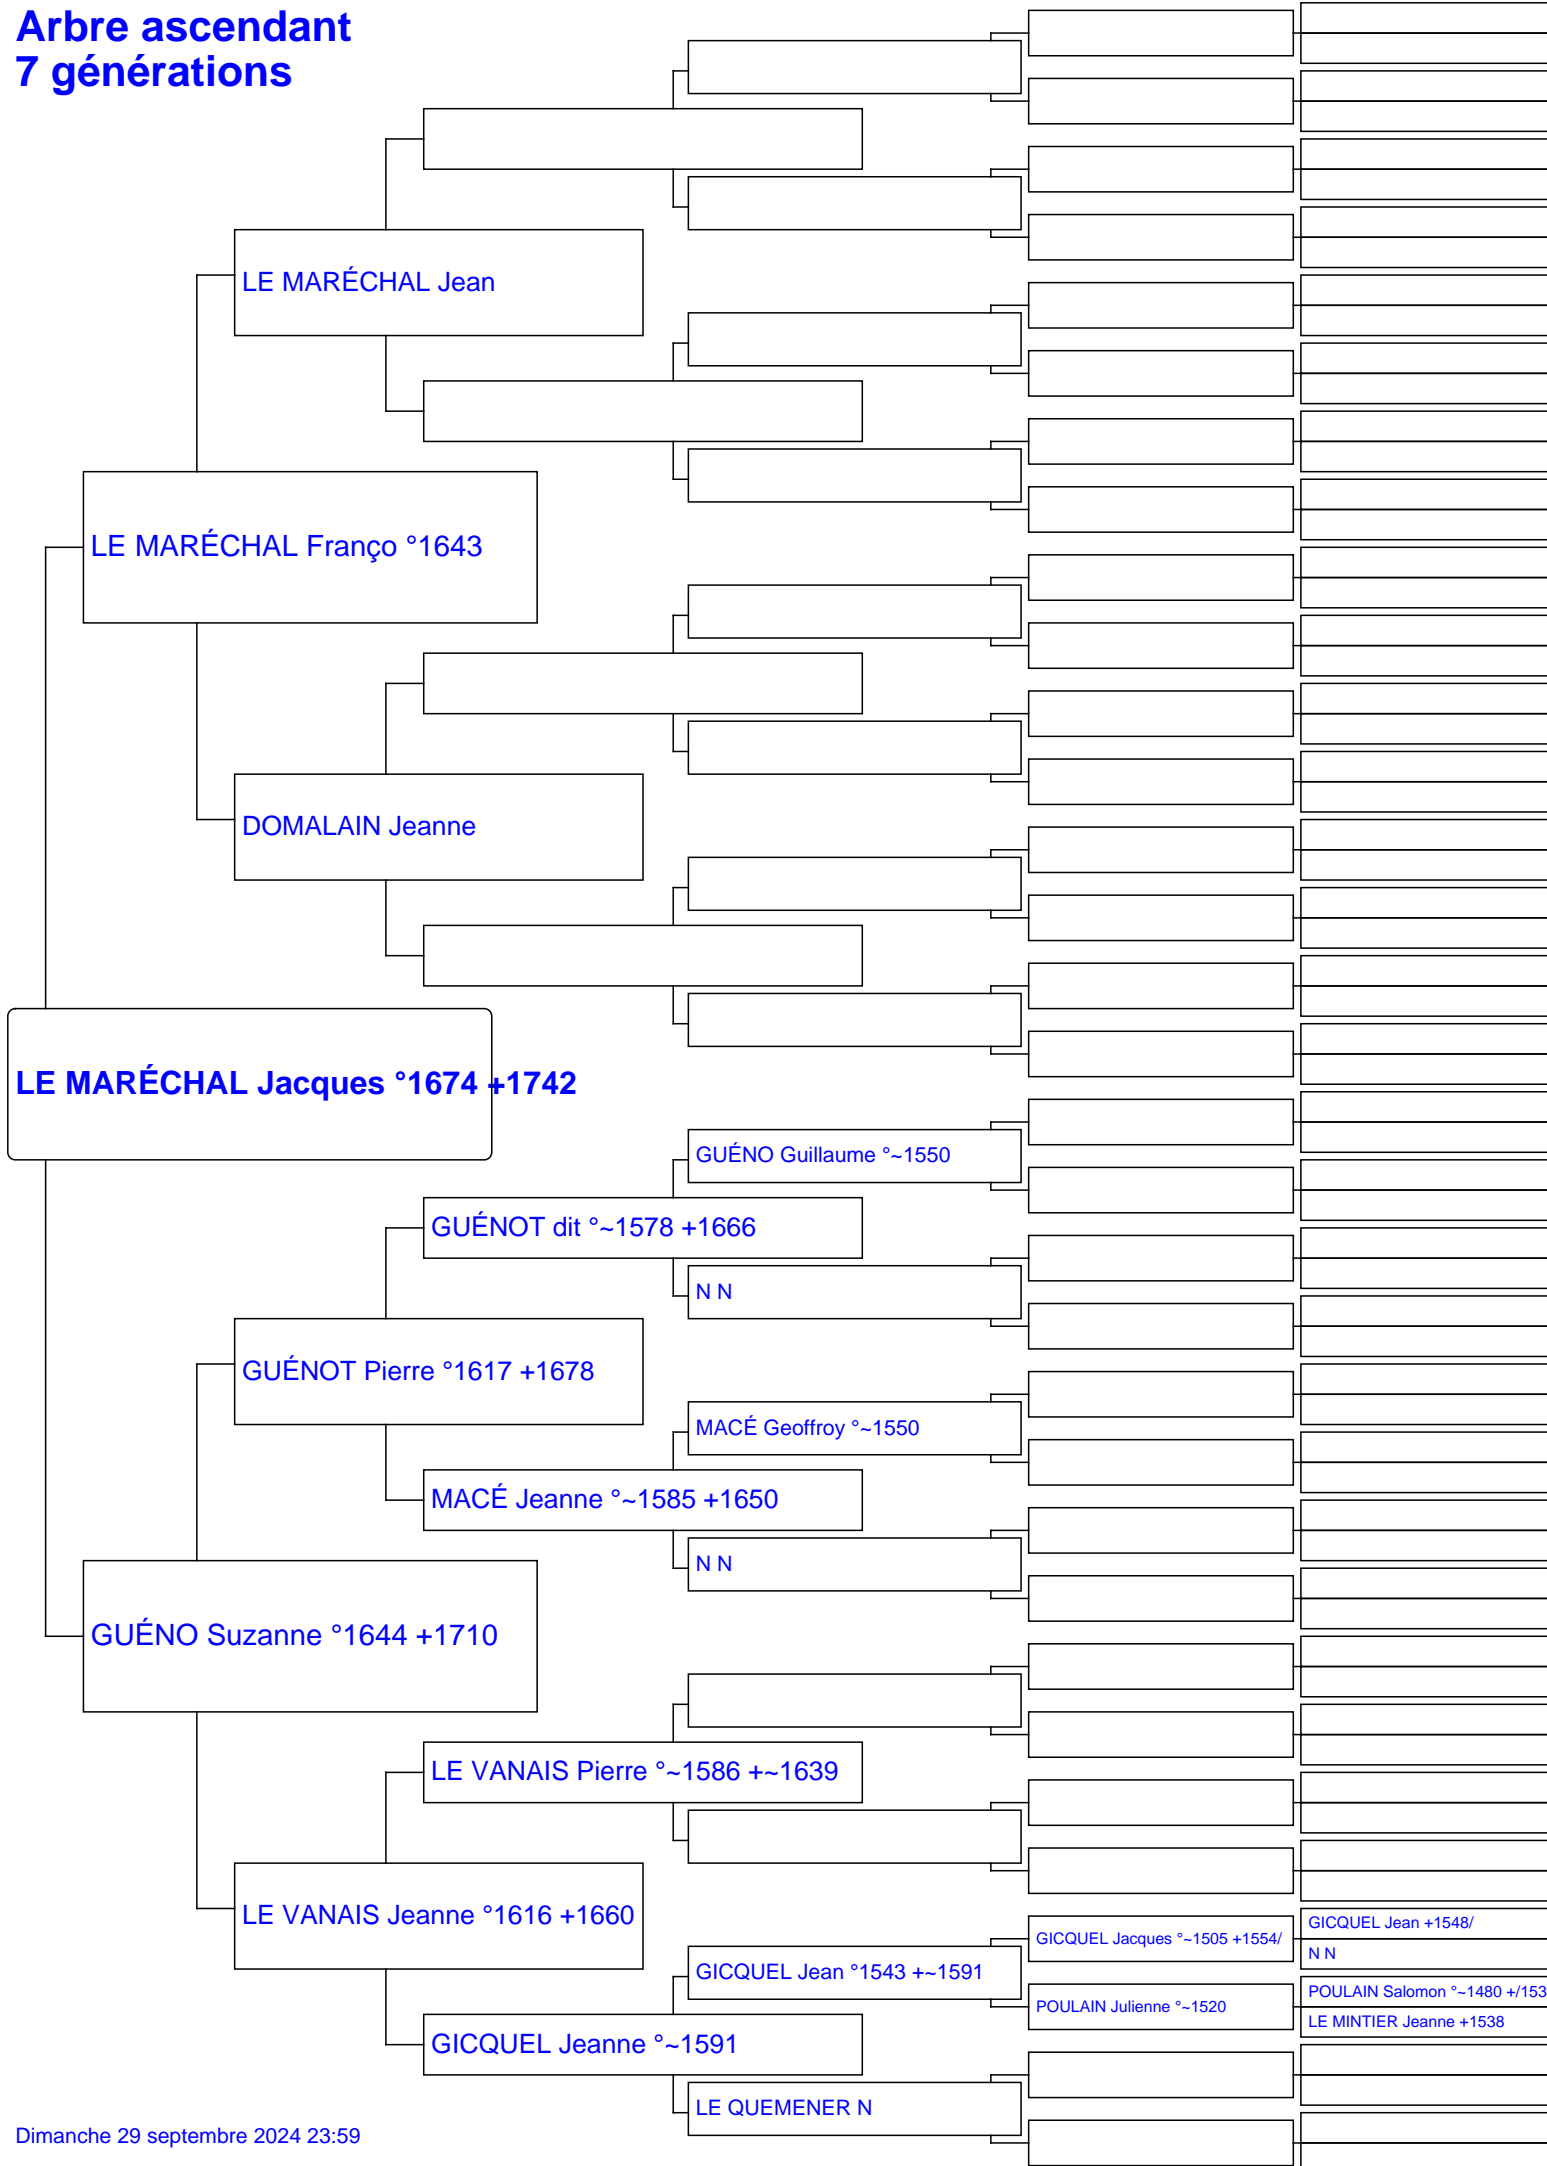 Arbre ascendant
7 générations
LE MARÉCHAL Jean
LE MARÉCHAL Franço °1643
DOMALAIN Jeanne
LE MARÉCHAL Jacques °1674 +1742
GUÉNO Guillaume °~1550
GUÉNOT dit °~1578 +1666
N N
GUÉNOT Pierre °1617 +1678
MACÉ Geoffroy °~1550
MACÉ Jeanne °~1585 +1650
N N
GUÉNO Suzanne °1644 +1710
LE VANAIS Pierre °~1586 +~1639
LE VANAIS Jeanne °1616 +1660
GICQUEL Jean +1548/
GICQUEL Jacques °~1505 +1554/
N N
GICQUEL Jean °1543 +~1591
POULAIN Salomon °~1480 +/153
POULAIN Julienne °~1520
LE MINTIER Jeanne +1538
GICQUEL Jeanne °~1591
LE QUEMENER N
Dimanche 29 septembre 2024 23:59